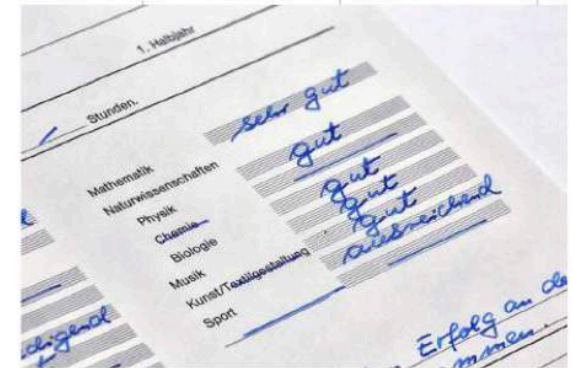 1. Halbjahr
Stunden.
Mathematik sehr gut
Naturwissenschaften
Physik gut
Chemie
Biologie gut
Musik gut
Kunst/Textilgestaltung gut
Sport ausreichend
Erfolg an de
mmen.